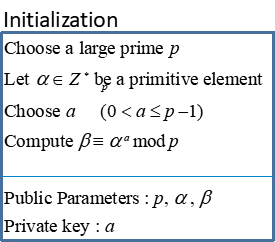 Initialization
Choose a large prime p
Let α ∈ Z*p be a primitive element
Choose a (0 < a ≤ p −1)
Compute β ≡ α^a mod p
Public Parameters : p, α, β
Private key : a